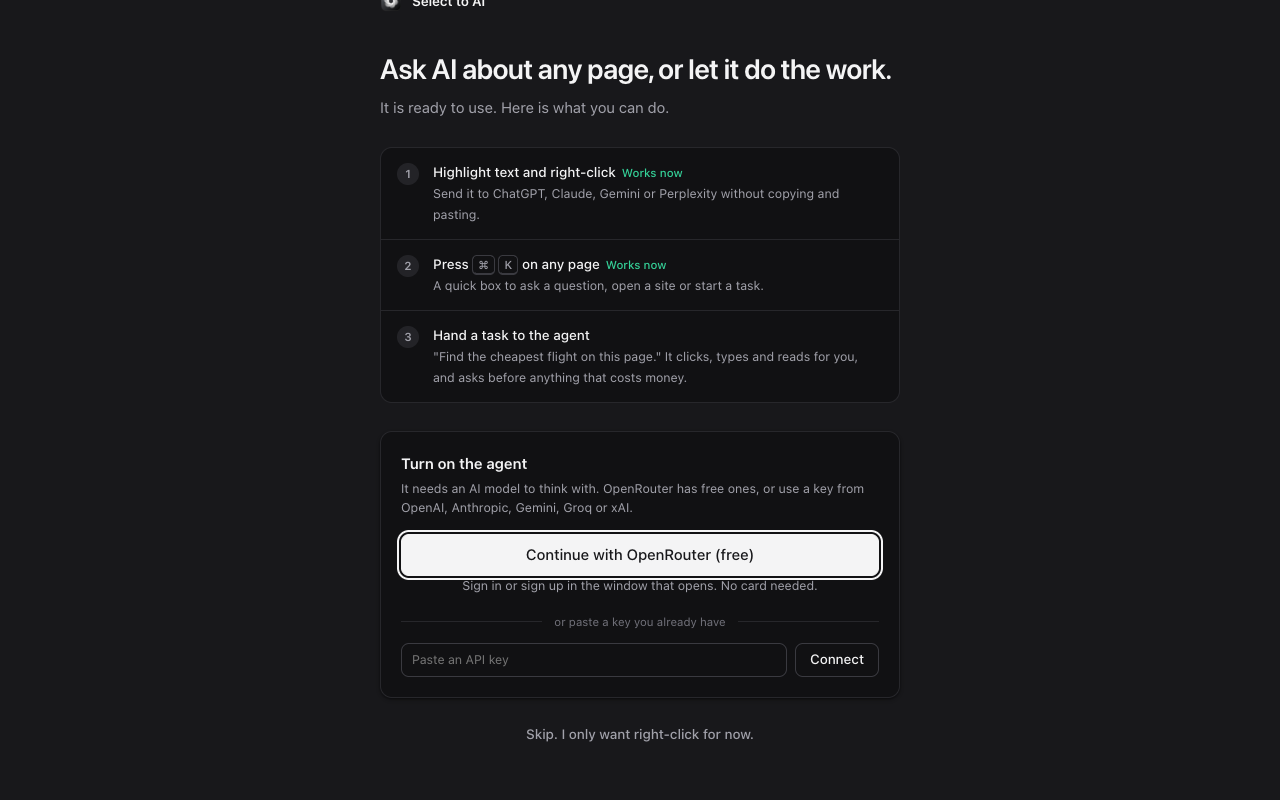 Select to AI
Ask AI about any page, or let it do the work.
It is ready to use. Here is what you can do.
1 Highlight text and right-click Works now
Send it to ChatGPT, Claude, Gemini or Perplexity without copying and
pasting.
2 Press ⌘ K on any page Works now
A quick box to ask a question, open a site or start a task.
3 Hand a task to the agent
"Find the cheapest flight on this page." It clicks, types and reads for you,
and asks before anything that costs money.
Turn on the agent
It needs an AI model to think with. OpenRouter has free ones, or use a key from
OpenAI, Anthropic, Gemini, Groq or xAI.
Continue with OpenRouter (free)
Sign in or sign up in the window that opens. No card needed.
or paste a key you already have
Paste an API key Connect
Skip. I only want right-click for now.